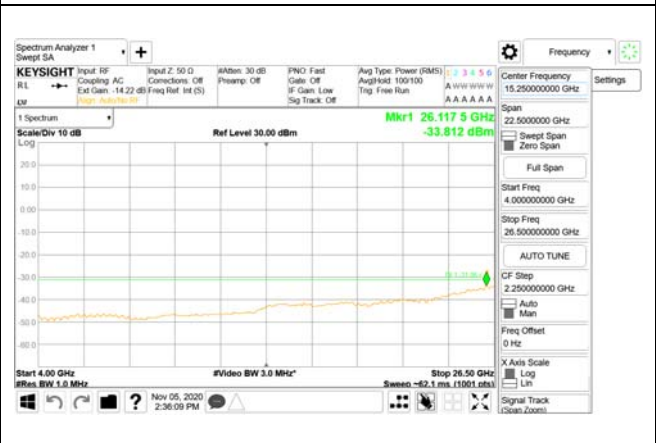 Spectrum Analyzer 1
Swept SA
+
Frequency
KEYSIGHT
RL
Input: RF
Coupling: AC
Ext Gain: -14.22 dB
Align: Auto/No RF
Input Z: 50 Ω
Corrections: Off
Freq Ref: Int (S)
#Atten: 30 dB
Preamp: Off
PNO: Fast
Gate: Off
IF Gain: Low
Sig Track: Off
Avg Type: Power (RMS)
Avg|Hold: 100/100
Trig: Free Run
1 2 3 4 5 6
A W W W W W
A A A A A A
Center Frequency
15.250000000 GHz
Settings
1 Spectrum
Scale/Div 10 dB
Ref Level 30.00 dBm
Mkr1 26.117 5 GHz
-33.812 dBm
Log
20.0
10.0
0.00
-10.0
-20.0
-30.0
-40.0
-50.0
-60.0
Span
22.5000000 GHz
Swept Span
Zero Span
Full Span
Start Freq
4.000000000 GHz
Stop Freq
26.500000000 GHz
AUTO TUNE
CF Step
2.250000000 GHz
Auto
Man
Freq Offset
0 Hz
X Axis Scale
Log
Lin
Signal Track
(Span Zoom)
Start 4.00 GHz
#Video BW 3.0 MHz*
Stop 26.50 GHz
#Res BW 1.0 MHz
Sweep ~62.1 ms (1001 pts)
?
Nov 05, 2020
2:36:09 PM